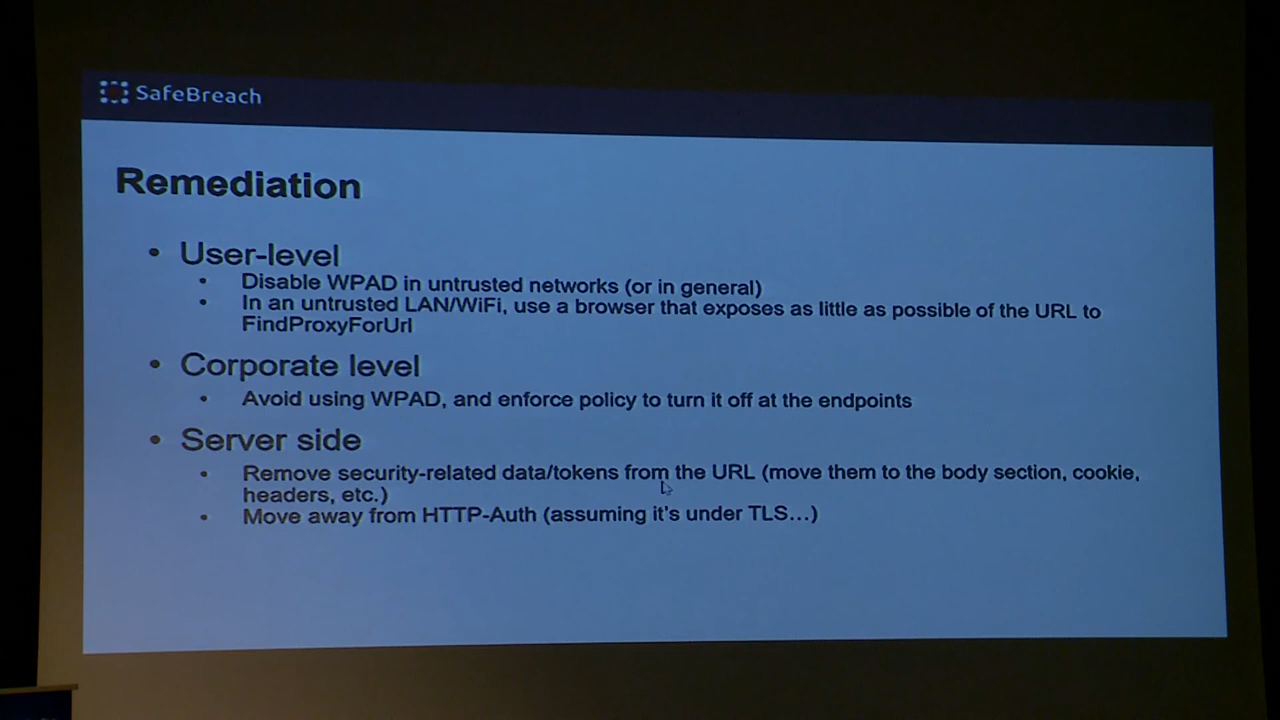 SafeBreach
Remediation
• User-level
• Disable WPAD in untrusted networks (or in general)
• In an untrusted LAN/WiFi, use a browser that exposes as little as possible of the URL to
FindProxyForUrl
• Corporate level
• Avoid using WPAD, and enforce policy to turn it off at the endpoints
• Server side
• Remove security-related data/tokens from the URL (move them to the body section, cookie,
headers, etc.)
• Move away from HTTP-Auth (assuming it's under TLS...)